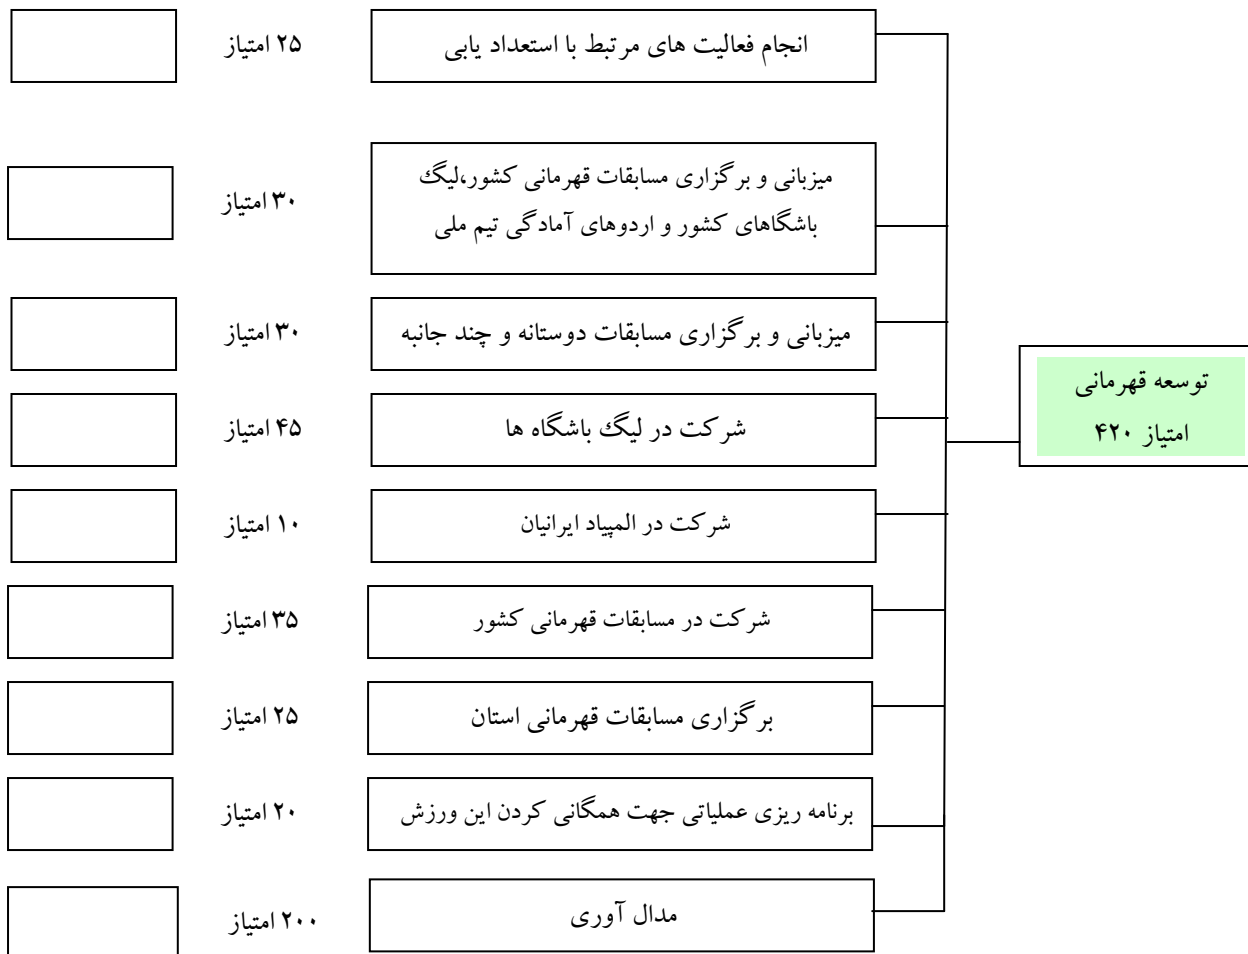 انجام فعالیت های مرتبط با استعداد یابی
۲۵ امتیاز
میزبانی و برگزاری مسابقات قهرمانی کشور،لیگ
باشگاهای کشور و اردوهای آمادگی تیم ملی
۳۰ امتیاز
میزبانی و برگزاری مسابقات دوستانه و چند جانبه
۳۰ امتیاز
توسعه قهرمانی
امتیاز ۴۲۰
شرکت در لیگ باشگاه ها
۴۵ امتیاز
شرکت در المپیاد ایرانیان
۱۰ امتیاز
شرکت در مسابقات قهرمانی کشور
۳۵ امتیاز
برگزاری مسابقات قهرمانی استان
۲۵ امتیاز
برنامه ریزی عملیاتی جهت همگانی کردن این ورزش
۲۰ امتیاز
مدال آوری
۲۰۰ امتیاز